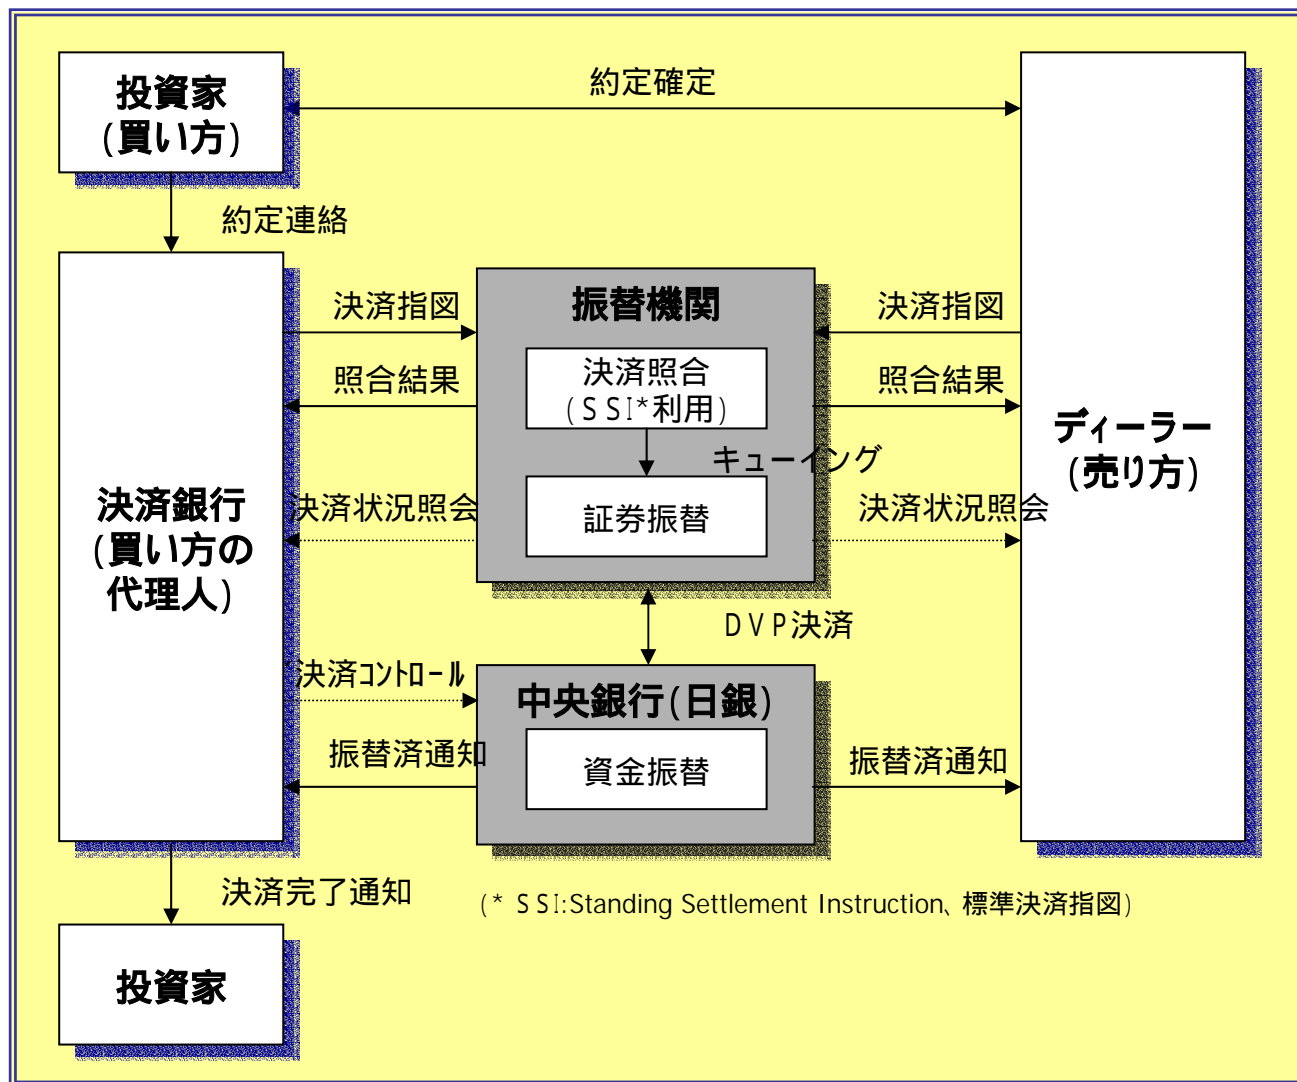 投資家
(買い方)
約定確定
約定連絡
決済指図
振替機関
決済指図
照合結果
決済照合
(SSI*利用)
照合結果
ディーラー
(売り方)
キューイング
決済銀行
(買い方の
代理人)
決済状況照会
証券振替
決済状況照会
DVP決済
決済コントロール
中央銀行(日銀)
振替済通知
資金振替
振替済通知
決済完了通知
(* SSI:Standing Settlement Instruction、標準決済指図)
投資家